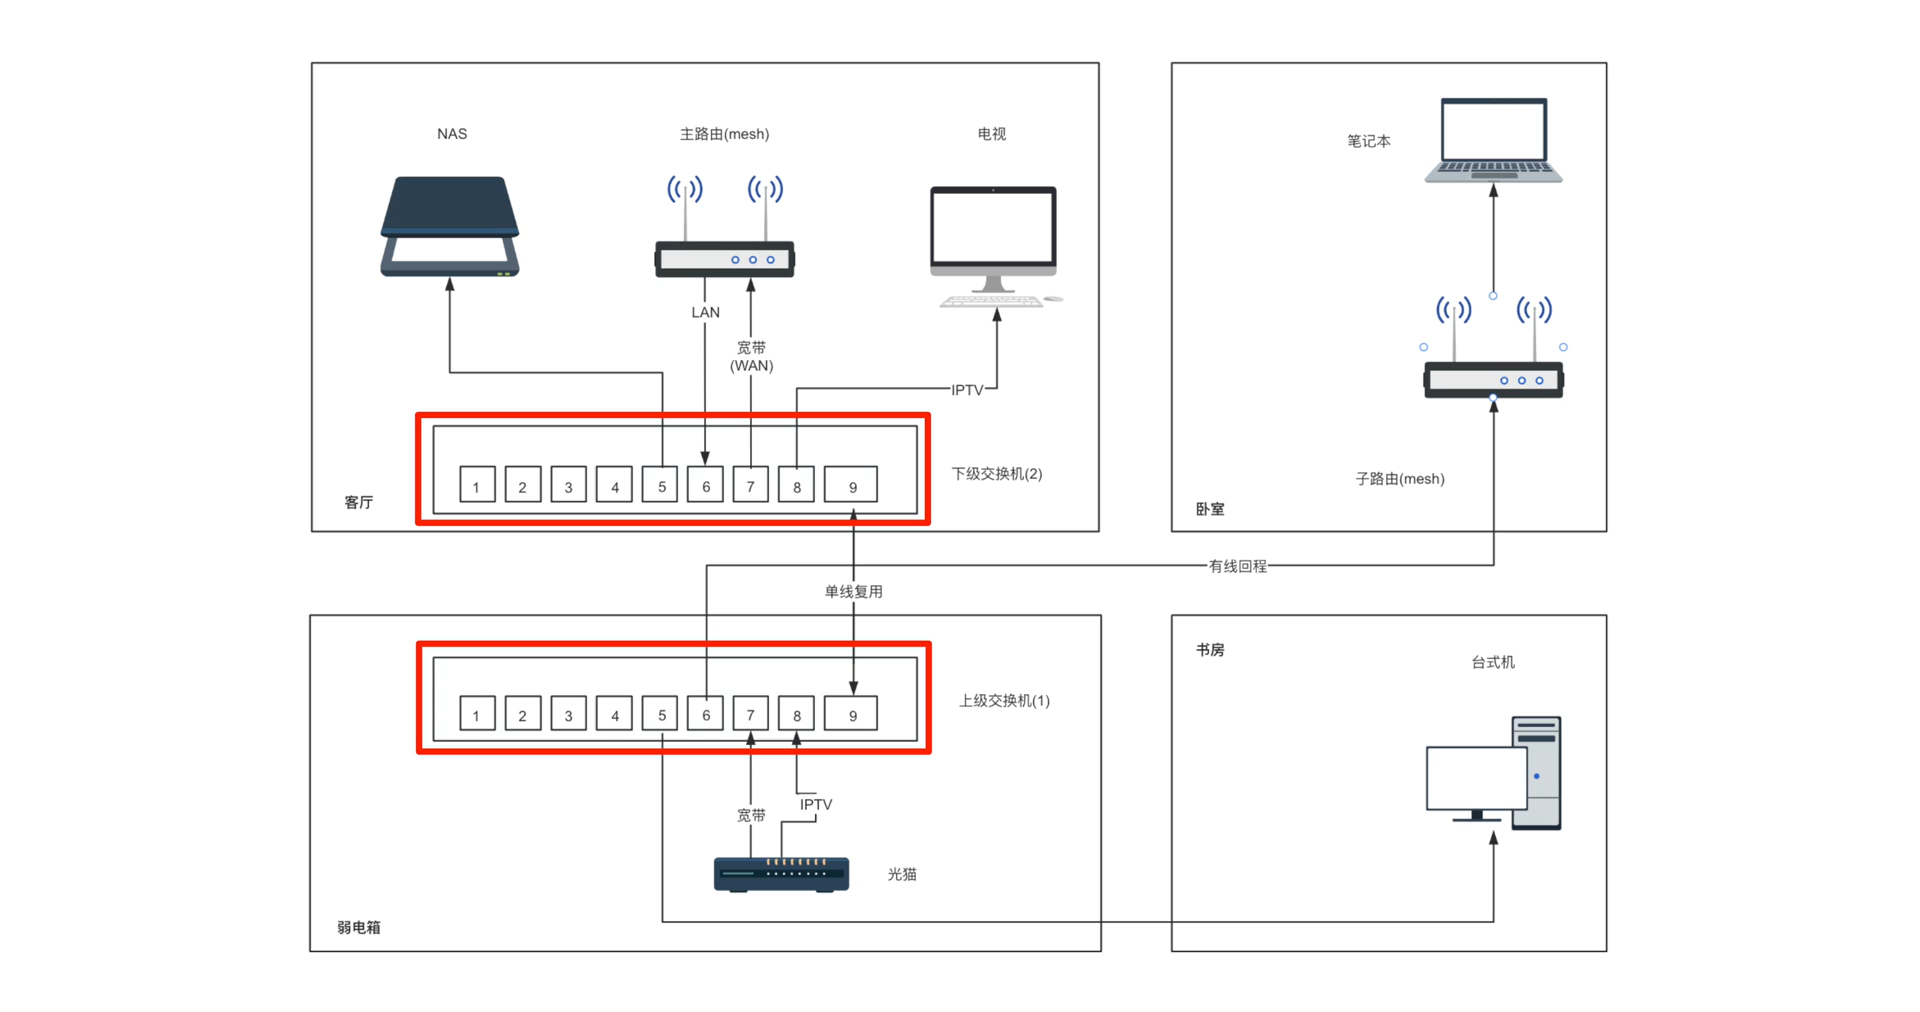 NAS
主路由(mesh)
电视
LAN
宽带
(WAN)
IPTV
1 2 3 4 5 6 7 8 9
下级交换机(2)
客厅
笔记本
子路由(mesh)
卧室
有线回程
单线复用
1 2 3 4 5 6 7 8 9
上级交换机(1)
宽带
IPTV
光猫
弱电箱
书房
台式机